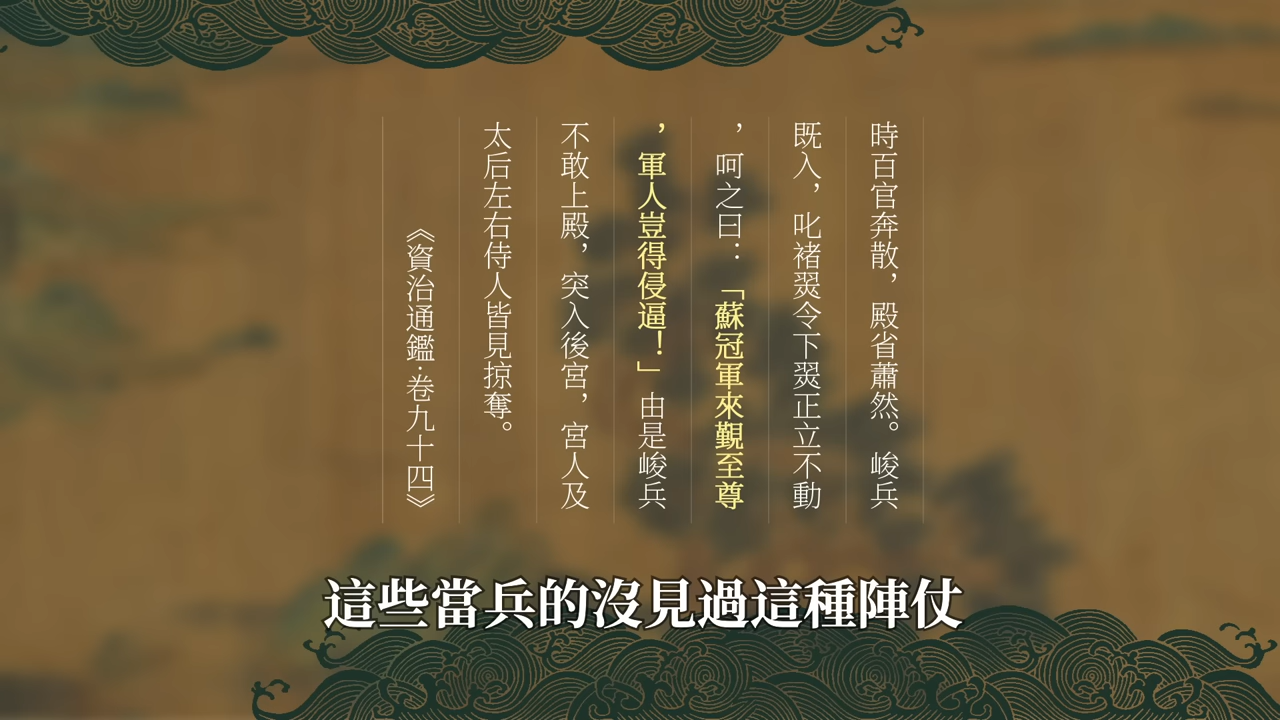 時百官奔散，殿省蕭然。峻兵
既入，叱褚翜令下翜正立不動
，呵之曰：「蘇冠軍來覲至尊
，軍人豈得侵逼！」由是峻兵
不敢上殿，突入後宮，宮人及
太后左右侍人皆見掠奪。
《資治通鑑·卷九十四》
這些當兵的沒見過這種陣仗